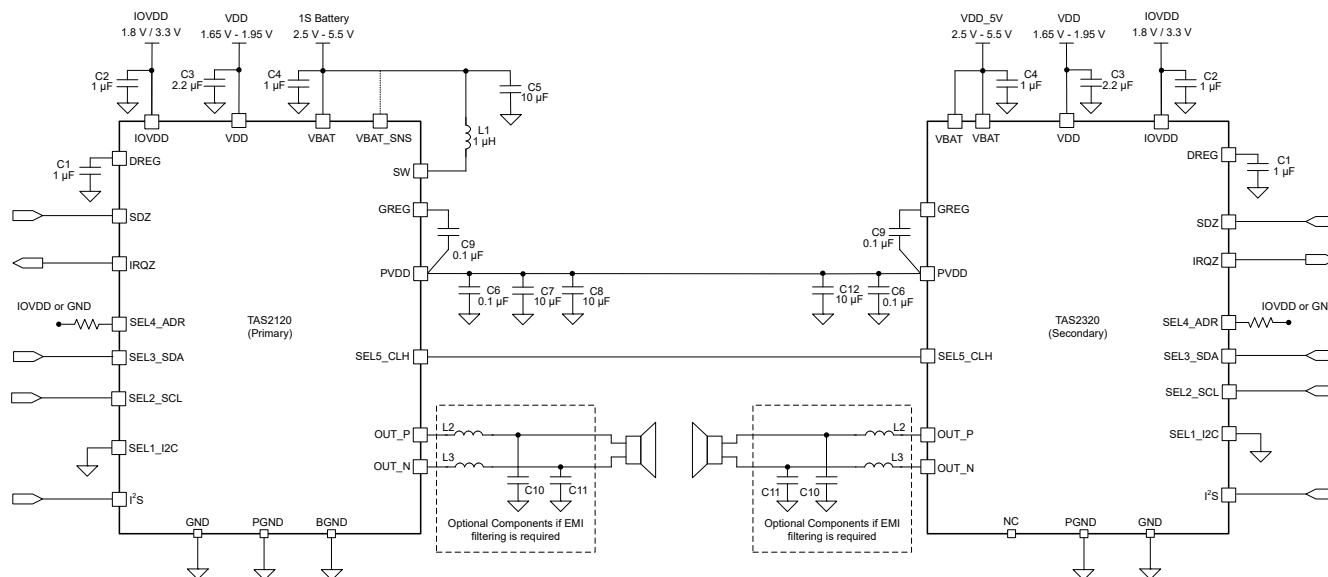 IOVDD
1.8 V / 3.3 V
VDD
1.65 V - 1.95 V
1S Battery
2.5 V - 5.5 V
C2
1 µF
C3
2.2 µF
C4
1 µF
C5
10 µF
L1
1 µH
C1
1 µF
IOVDD
VDD
VBAT
VBAT_SNS
DREG
SW
SDZ
GREG
C9
0.1 µF
IRQZ
PVDD
C6
0.1 µF
C7
10 µF
C8
10 µF
IOVDD or GND
SEL4_ADR
TAS2120
(Primary)
SEL3_SDA
SEL5_CLH
SEL2_SCL
OUT_P
L2
SEL1_I2C
OUT_N
L3
C10
C11
I²S
Optional Components if EMI
filtering is required
GND
PGND
BGND
VDD_5V
2.5 V - 5.5 V
VDD
1.65 V - 1.95 V
IOVDD
1.8 V / 3.3 V
C4
1 µF
C3
2.2 µF
C2
1 µF
VBAT
VBAT
VDD
IOVDD
DREG
C1
1 µF
GREG
SDZ
C9
0.1 µF
IRQZ
PVDD
C12
10 µF
C6
0.1 µF
IOVDD or GN
TAS2320
(Secondary)
SEL4_ADR
SEL5_CLH
SEL3_SDA
SEL2_SCL
L2
OUT_P
SEL1_I2C
L3
OUT_N
C11
C10
I²S
Optional Components if EMI
filtering is required
NC
PGND
GND